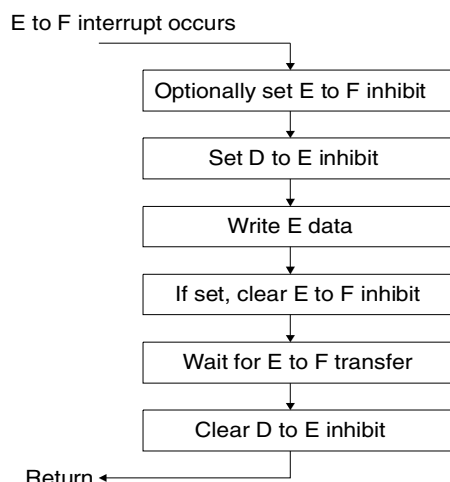 E to F interrupt occurs
Optionally set E to F inhibit
Set D to E inhibit
Write E data
If set, clear E to F inhibit
Wait for E to F transfer
Clear D to E inhibit
Return